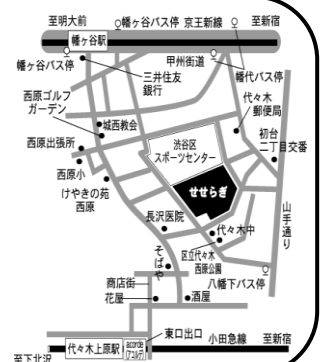 至明大前
幡ヶ谷バス停
京王新線
至新宿
幡ヶ谷駅
幡ヶ谷バス停
甲州街道
三井住友
銀行
幡代バス停
西原ゴルフ
ガーデン
代々木
郵便局
城西教会
渋谷区
スポーツセンター
初台
二丁目交番
西原出張所
西原小
せせらぎ
けやきの苑
西原
山手通り
長沢医院
代々木中
そばや
区立代々木
西原公園
商店街
八幡下バス停
花屋
酒屋
東口出口
小田急線
至新宿
代々木上原駅
acorde
(アコルデ)
至下北沢